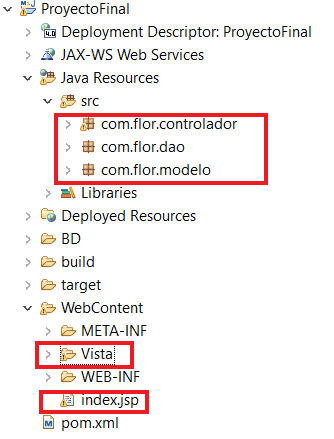 ProyectoFinal
Deployment Descriptor: ProyectoFinal
JAX-WS Web Services
Java Resources
src
com.flor.controlador
com.flor.dao
com.flor.modelo
Libraries
Deployed Resources
BD
build
target
WebContent
META-INF
Vista
WEB-INF
index.jsp
pom.xml